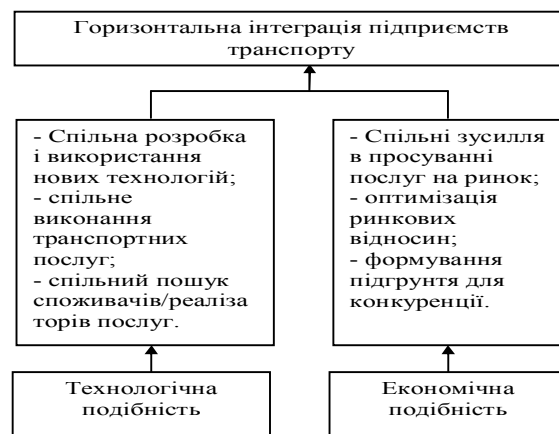 Горизонтальна інтеграція підприємств
транспорту
- Спільна розробка
і використання
нових технологій;
- спільне
виконання
транспортних
послуг;
- спільний пошук
споживачів/реаліза
торів послуг.
- Спільні зусилля
в просуванні
послуг на ринок;
- оптимізація
ринкових
відносин;
- формування
підгрунтя для
конкуренції.
Технологічна
подібність
Економічна
подібність